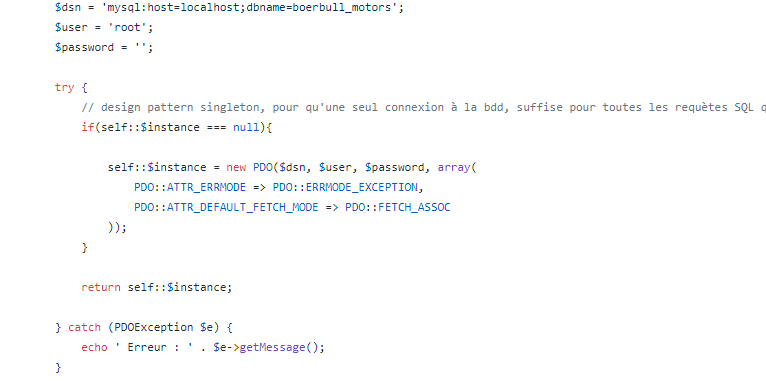 $dsn = 'mysql:host=localhost;dbname=boerbull_motors';
$user = 'root';
$password = '';
try {
// design pattern singleton, pour qu'une seul connexion à la bdd, suffise pour toutes les requètes SQL q
if(self::$instance === null){
self::$instance = new PDO($dsn, $user, $password, array(
PDO::ATTR_ERRMODE => PDO::ERRMODE_EXCEPTION,
PDO::ATTR_DEFAULT_FETCH_MODE => PDO::FETCH_ASSOC
));
}
return self::$instance;
} catch (PDOException $e) {
echo ' Erreur : ' . $e->getMessage();
}